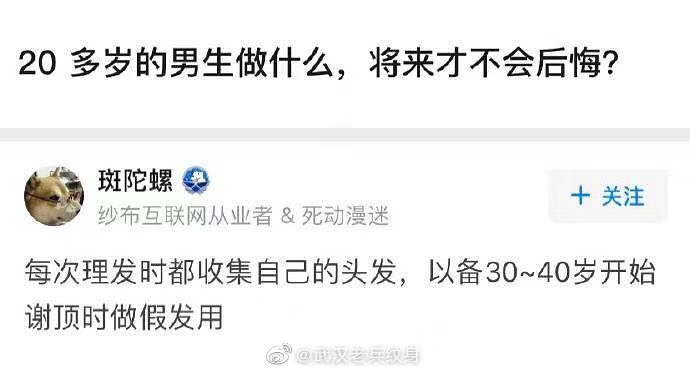 20 多岁的男生做什么，将来才不会后悔？
斑陀螺
+ 关注
纱布互联网从业者 & 死动漫迷
每次理发时都收集自己的头发，以备30~40岁开始
谢顶时做假发用
@武汉老兵纹身